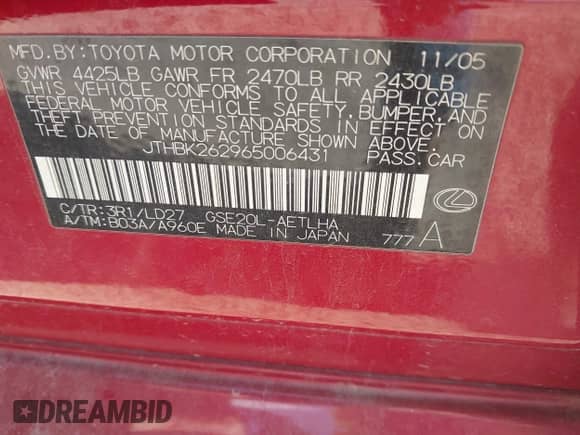 MFD.BY:TOYOTA MOTOR CORPORATION 11/05
GVWR 4425LB GAWR FR 2470LB RR 2430LB
THIS VEHICLE CONFORMS TO ALL APPLICABLE
FEDERAL MOTOR VEHICLE SAFETY,BUMPER,AND
THEFT PREVENTION STANDARDS IN EFFECT ON
THE DATE OF MANUFACTURE SHOWN ABOVE.
JTHBK262965006431 PASS.CAR
C/TR:3R1/LD27 GSE20L-AETLHA
A/TM:B03A/A960E MADE IN JAPAN 777A
DREAMBID